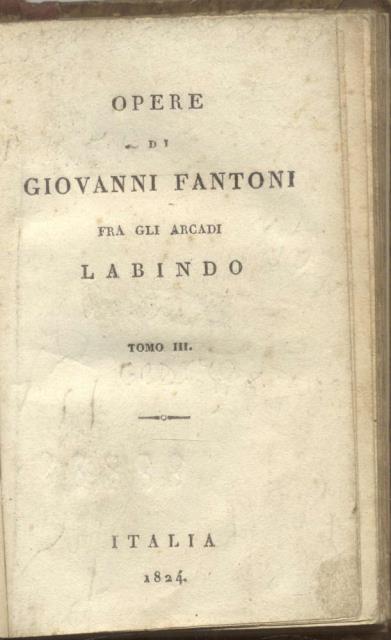 OPERE
DI
GIOVANNI FANTONI
FRA GLI ARCADI
LABINDO
TOMO III.
ITALIA
1824.